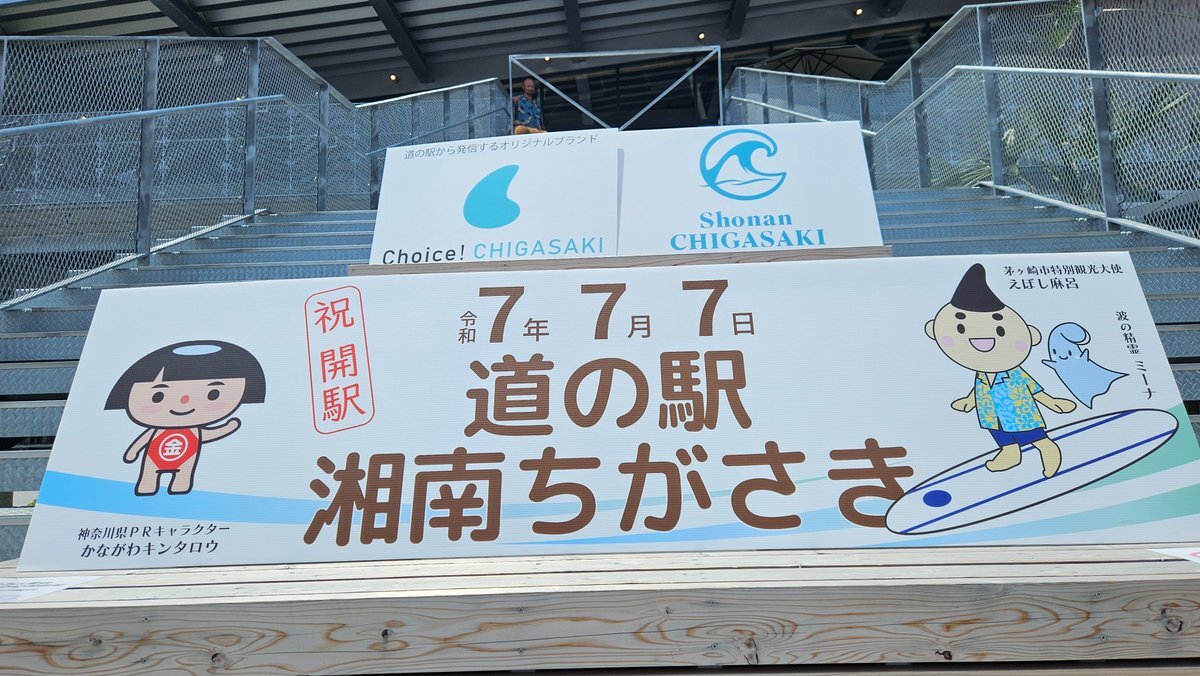 道の駅から発信するオリジナルブランド
Choice! CHIGASAKI
Shonan
CHIGASAKI
祝 開駅
令和7年 7月 7日
道の駅
湘南ちがさき
茅ヶ崎市特別観光大使
えぼし麻呂
波の精霊 ミーナ
金
神奈川県PRキャラクター
かながわキンタロウ